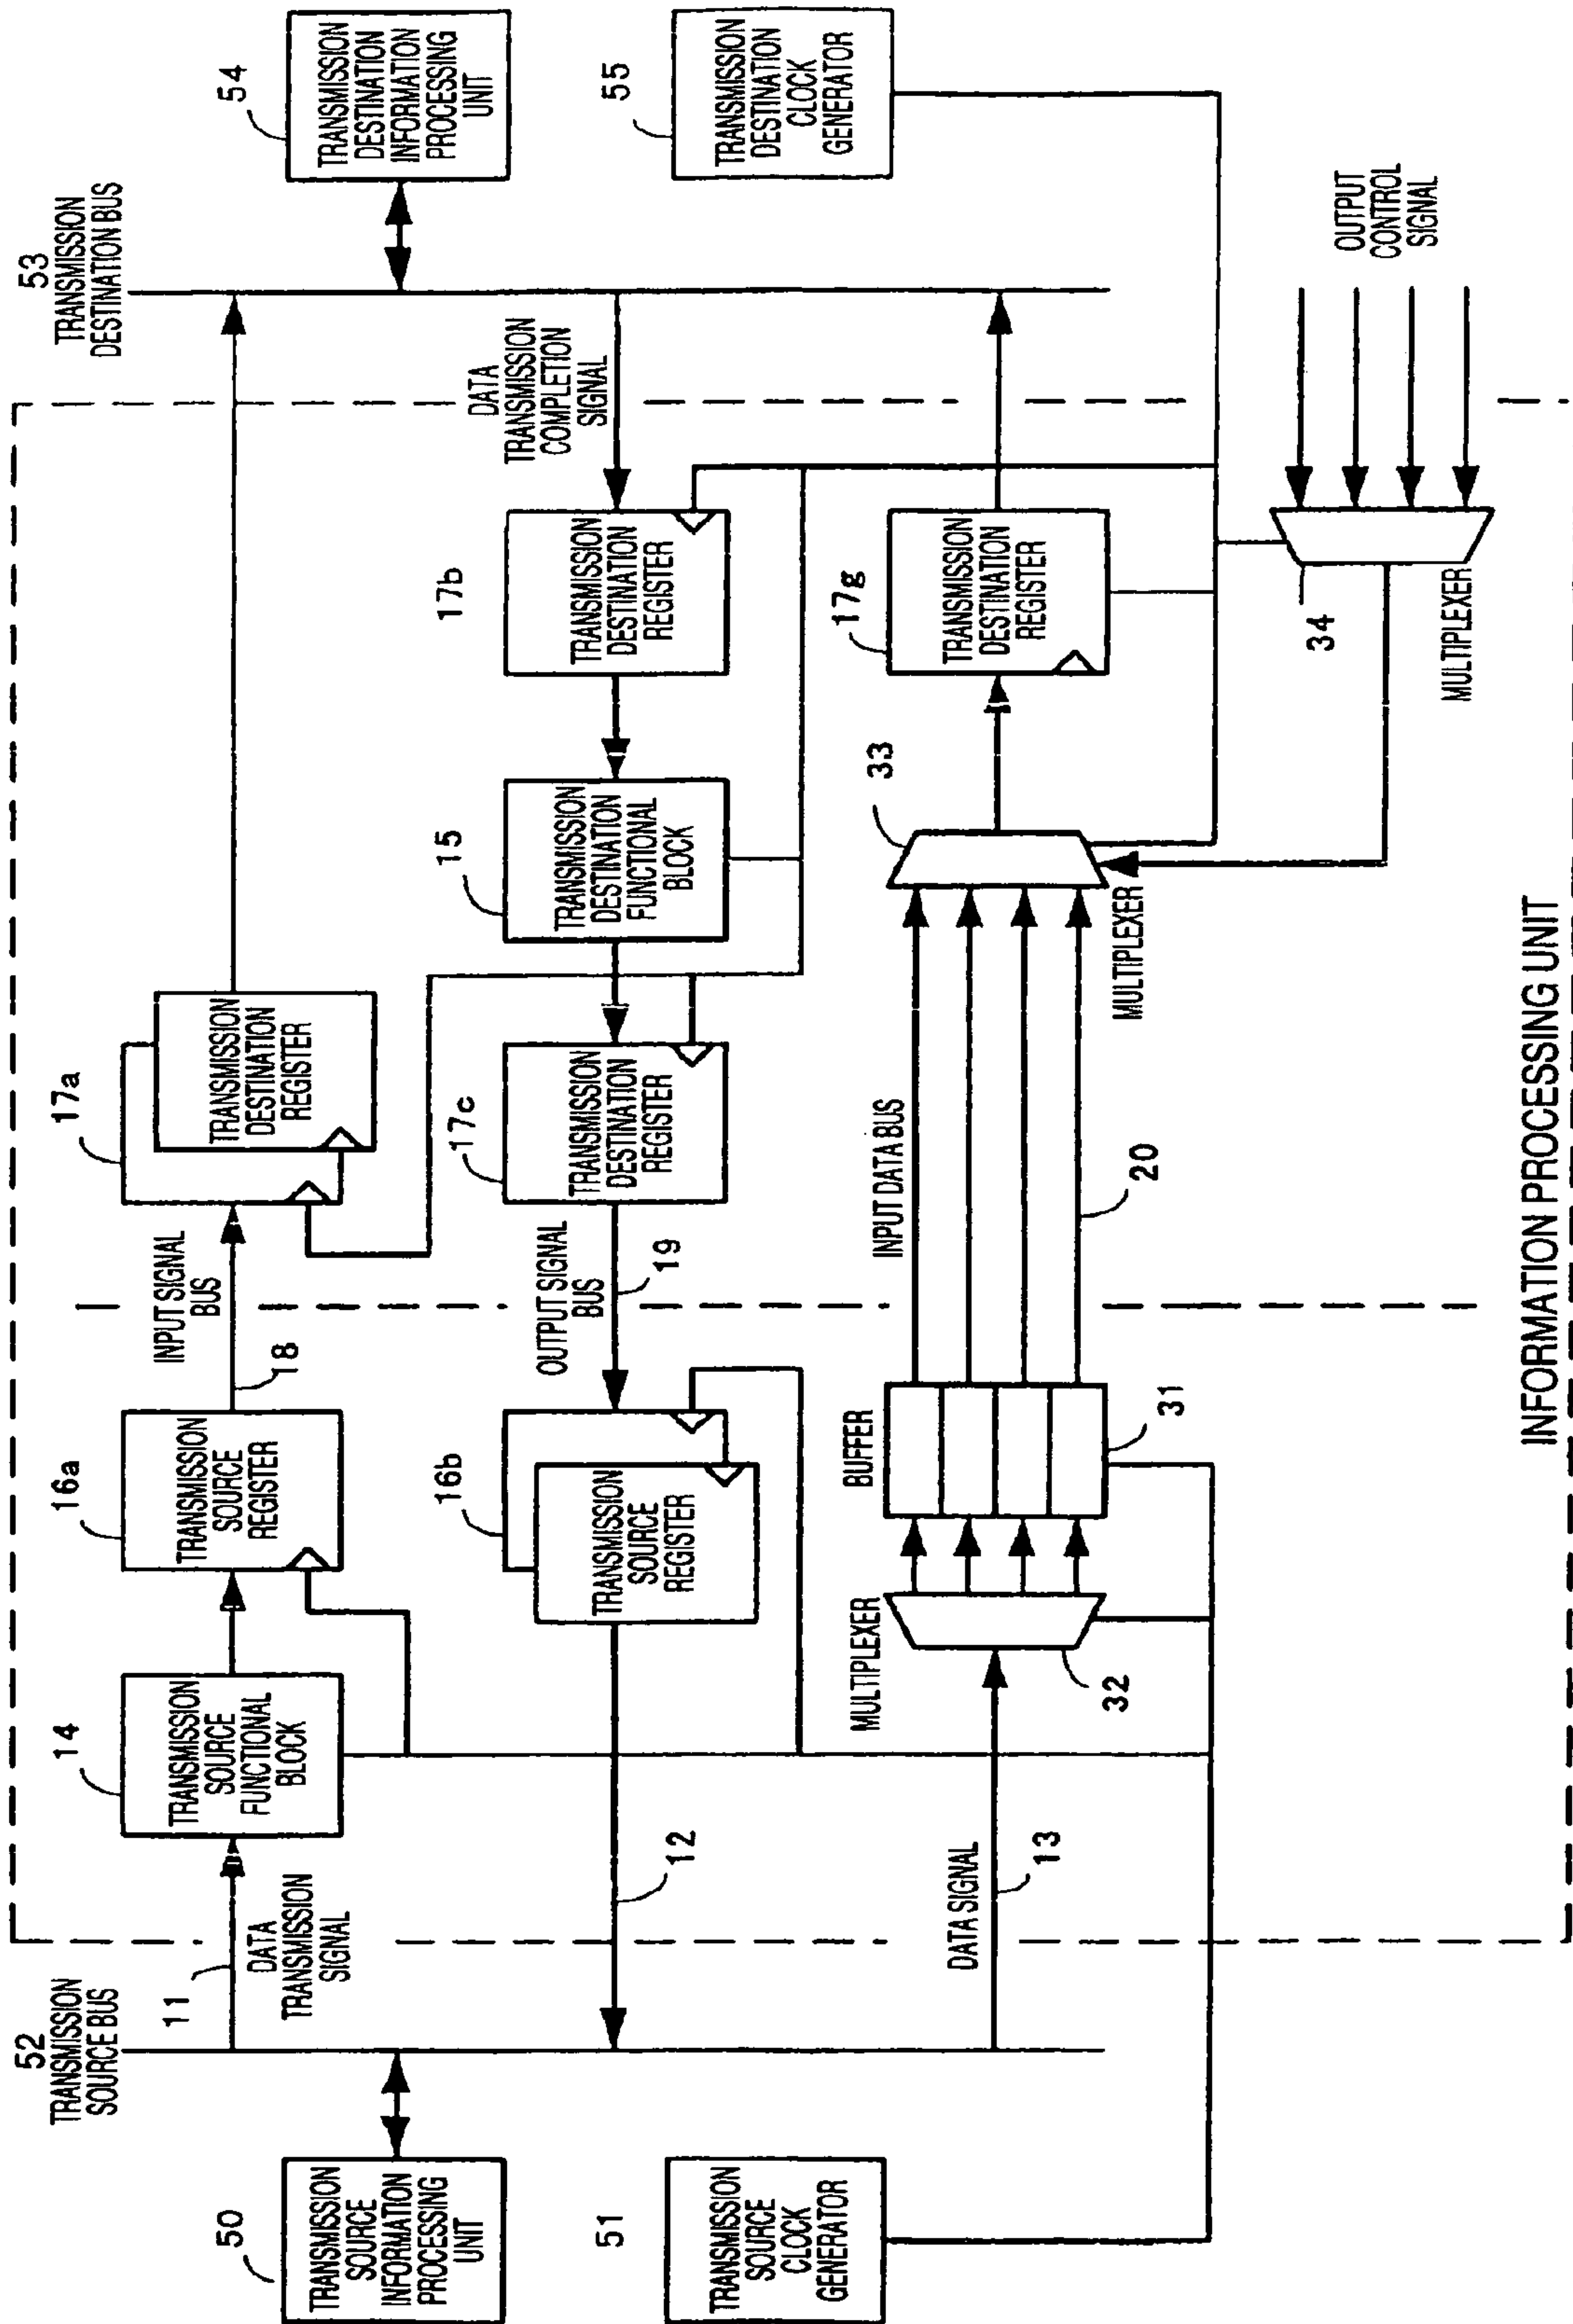 52
TRANSMISSION
SOURCE BUS
53
TRANSMISSION
DESTINATION BUS
50
TRANSMISSION
SOURCE
INFORMATION
PROCESSING
UNIT
11
DATA
TRANSMISSION
SIGNAL
14
TRANSMISSION
SOURCE
FUNCTIONAL
BLOCK
16a
TRANSMISSION
SOURCE
REGISTER
18
INPUT SIGNAL
BUS
17a
TRANSMISSION
DESTINATION
REGISTER
54
TRANSMISSION
DESTINATION
INFORMATION
PROCESSING
UNIT
12
16b
TRANSMISSION
SOURCE
REGISTER
OUTPUT SIGNAL
BUS
19
17c
TRANSMISSION
DESTINATION
REGISTER
15
TRANSMISSION
DESTINATION
FUNCTIONAL
BLOCK
17b
TRANSMISSION
DESTINATION
REGISTER
DATA
TRANSMISSION
COMPLETION
SIGNAL
51
TRANSMISSION
SOURCE
CLOCK
GENERATOR
55
TRANSMISSION
DESTINATION
CLOCK
GENERATOR
DATA SIGNAL
13
MULTIPLEXER
32
BUFFER
31
INPUT DATA BUS
20
MULTIPLEXER
33
17g
TRANSMISSION
DESTINATION
REGISTER
34
MULTIPLEXER
OUTPUT
CONTROL
SIGNAL
INFORMATION PROCESSING UNIT